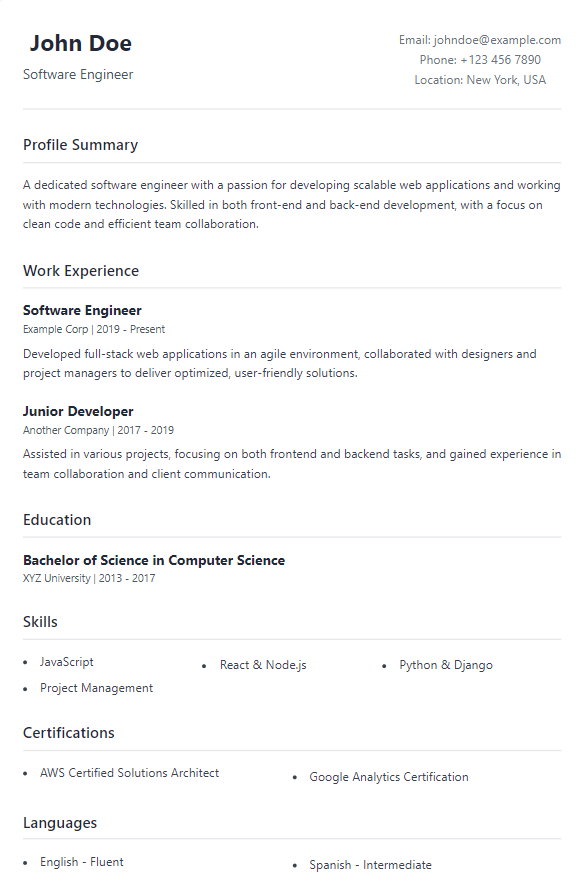 John Doe
Software Engineer
Email: johndoe@example.com
Phone: +123 456 7890
Location: New York, USA
Profile Summary
A dedicated software engineer with a passion for developing scalable web applications and working
with modern technologies. Skilled in both front-end and back-end development, with a focus on
clean code and efficient team collaboration.
Work Experience
Software Engineer
Example Corp | 2019 - Present
Developed full-stack web applications in an agile environment, collaborated with designers and
project managers to deliver optimized, user-friendly solutions.
Junior Developer
Another Company | 2017 - 2019
Assisted in various projects, focusing on both frontend and backend tasks, and gained experience in
team collaboration and client communication.
Education
Bachelor of Science in Computer Science
XYZ University | 2013 - 2017
Skills
• JavaScript
• React & Node.js
• Python & Django
• Project Management
Certifications
• AWS Certified Solutions Architect
• Google Analytics Certification
Languages
• English - Fluent
• Spanish - Intermediate